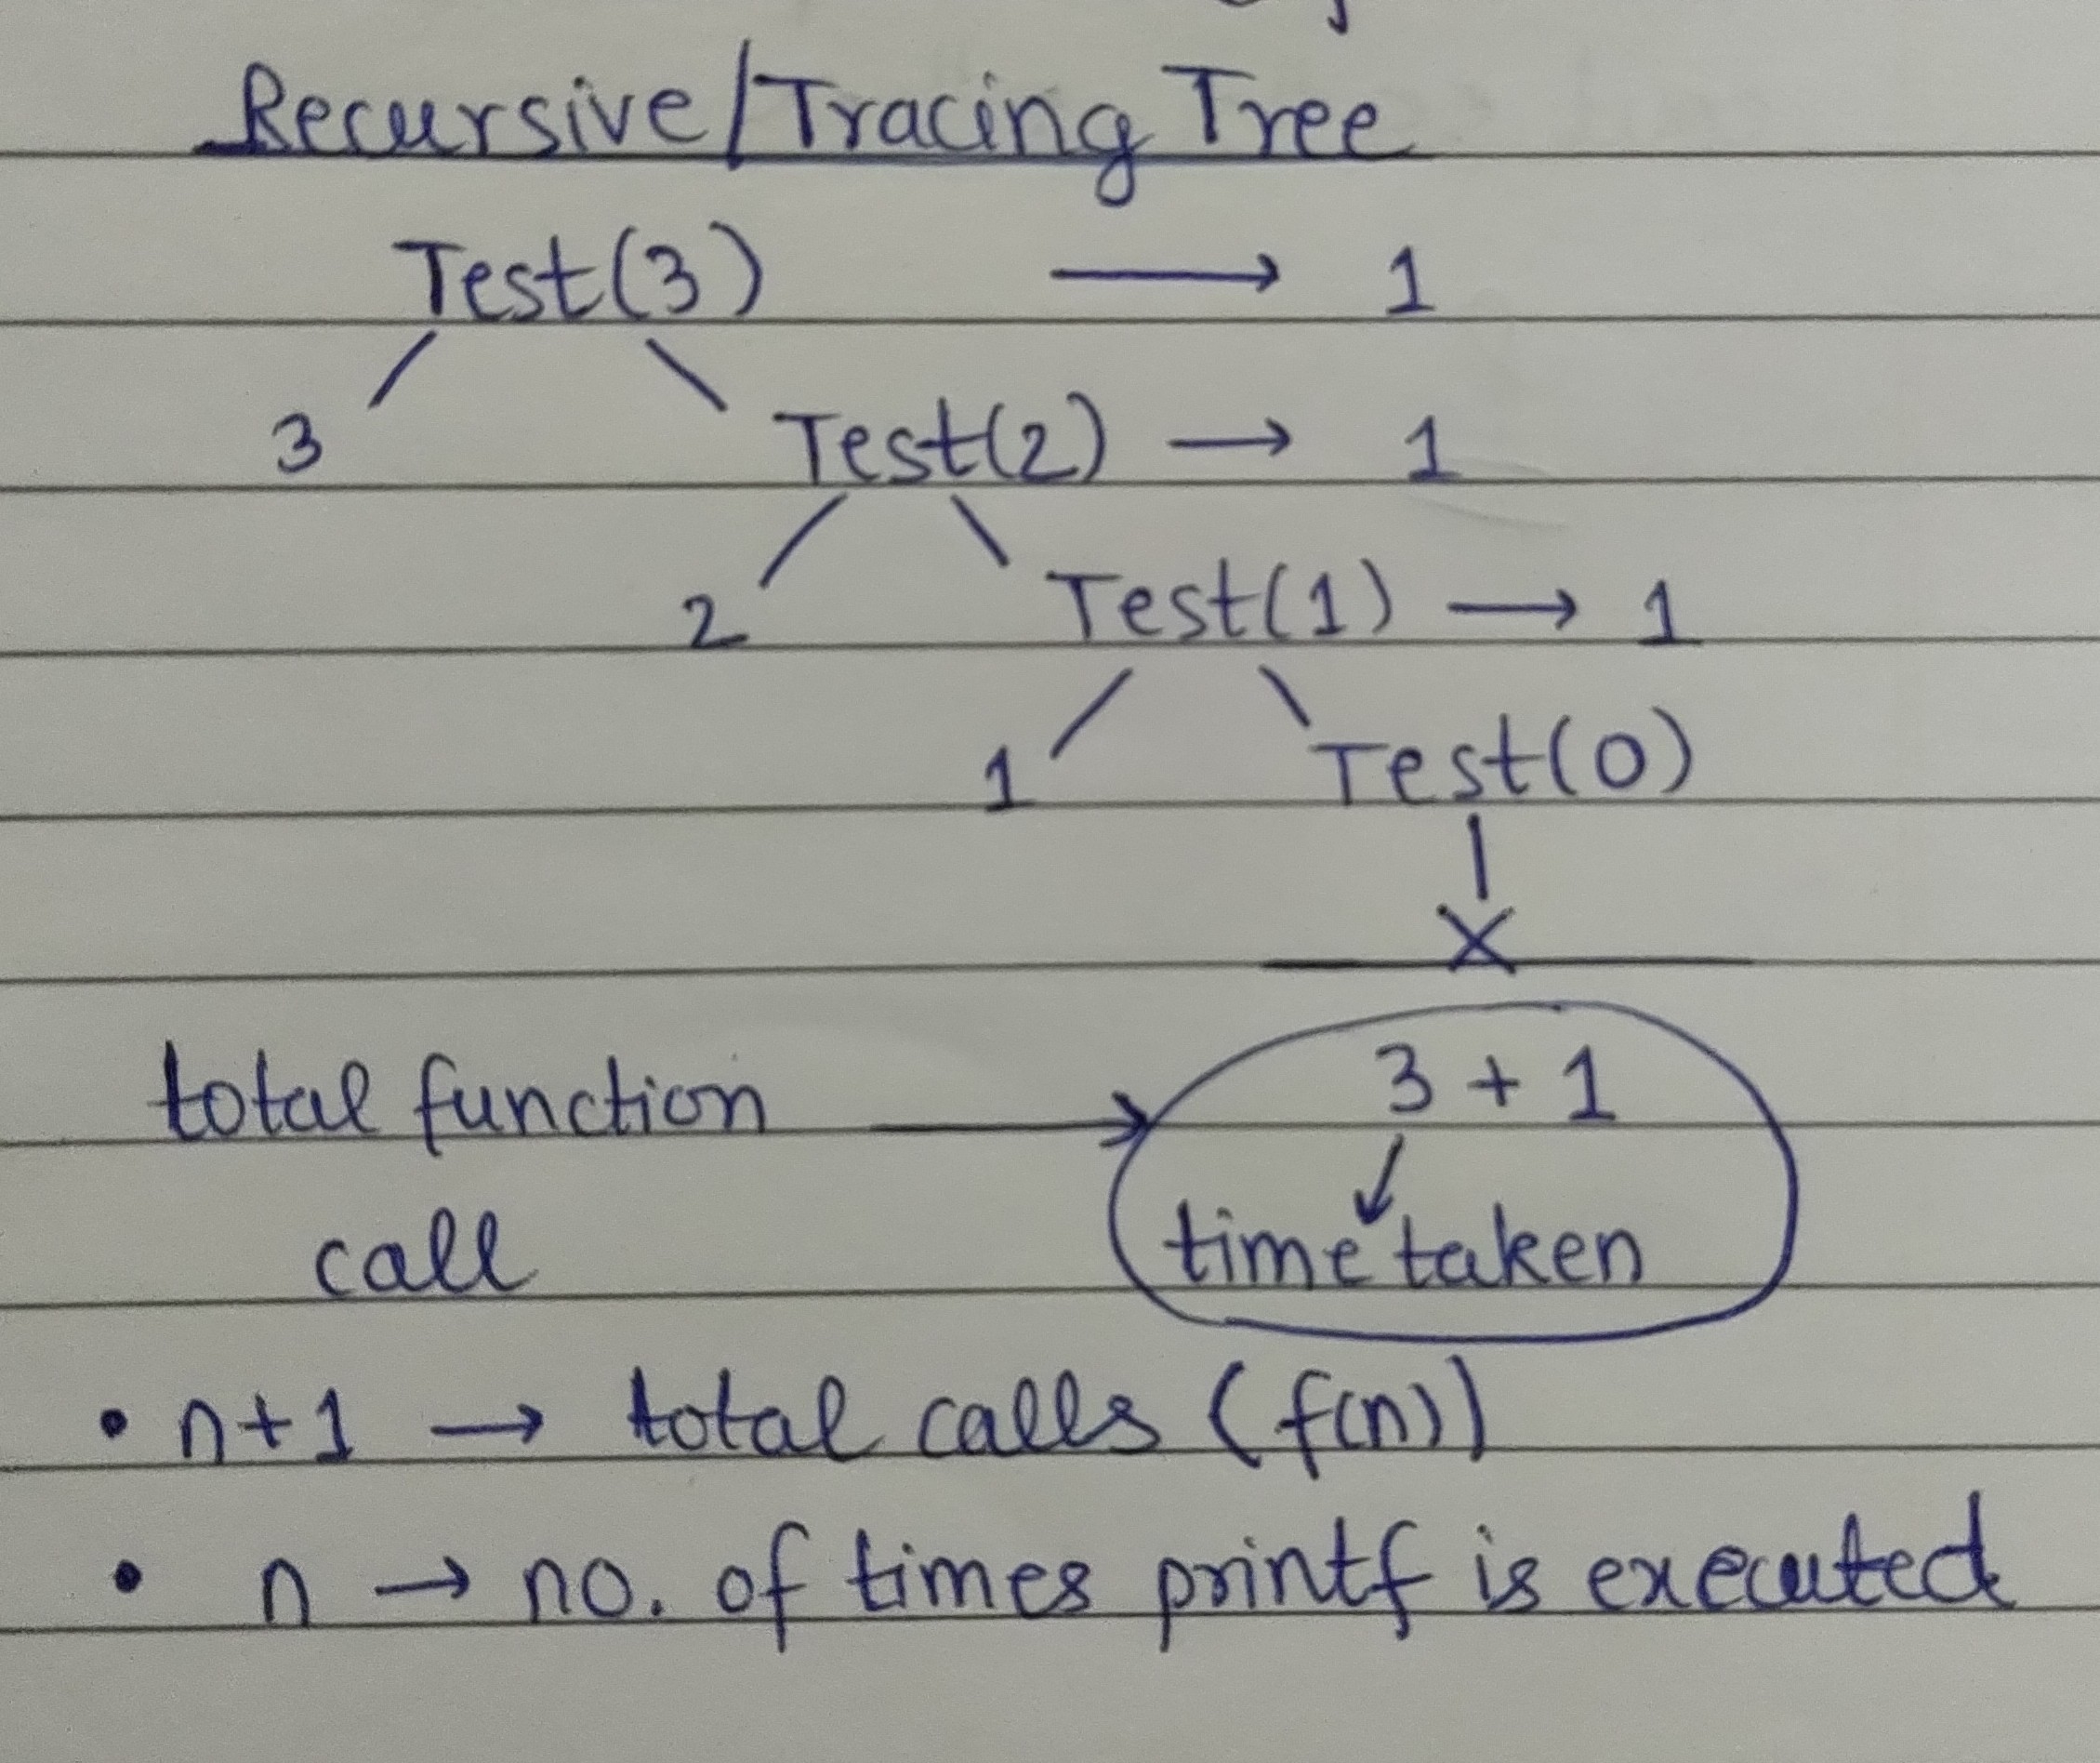 Recursive/Tracing Tree
Test(3) → 1
3 Test(2) → 1
2 Test(1) → 1
1 Test(0)
X
total function → 3 + 1
call time taken
• n+1 → total calls (f(n))
• n → no. of times printf is executed